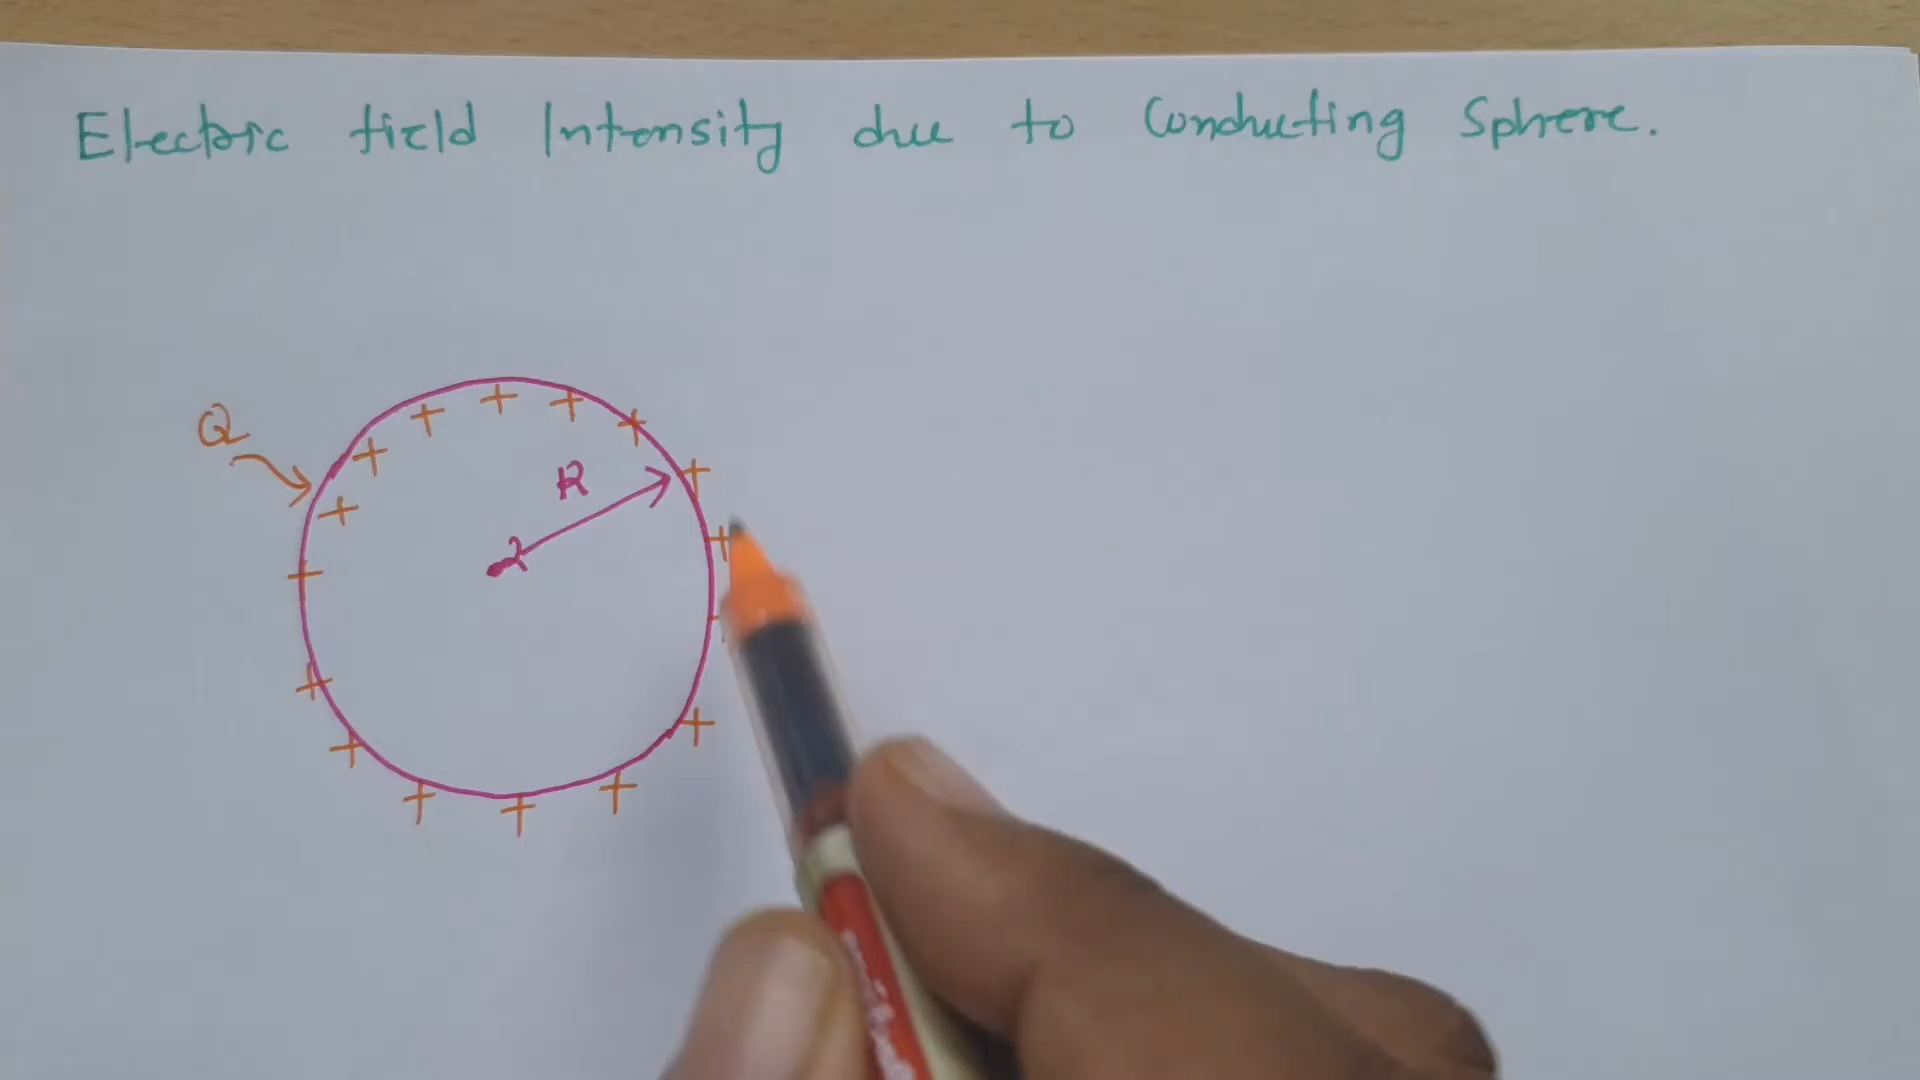 Electric field Intensity due to Conducting Sphere.
Q
R